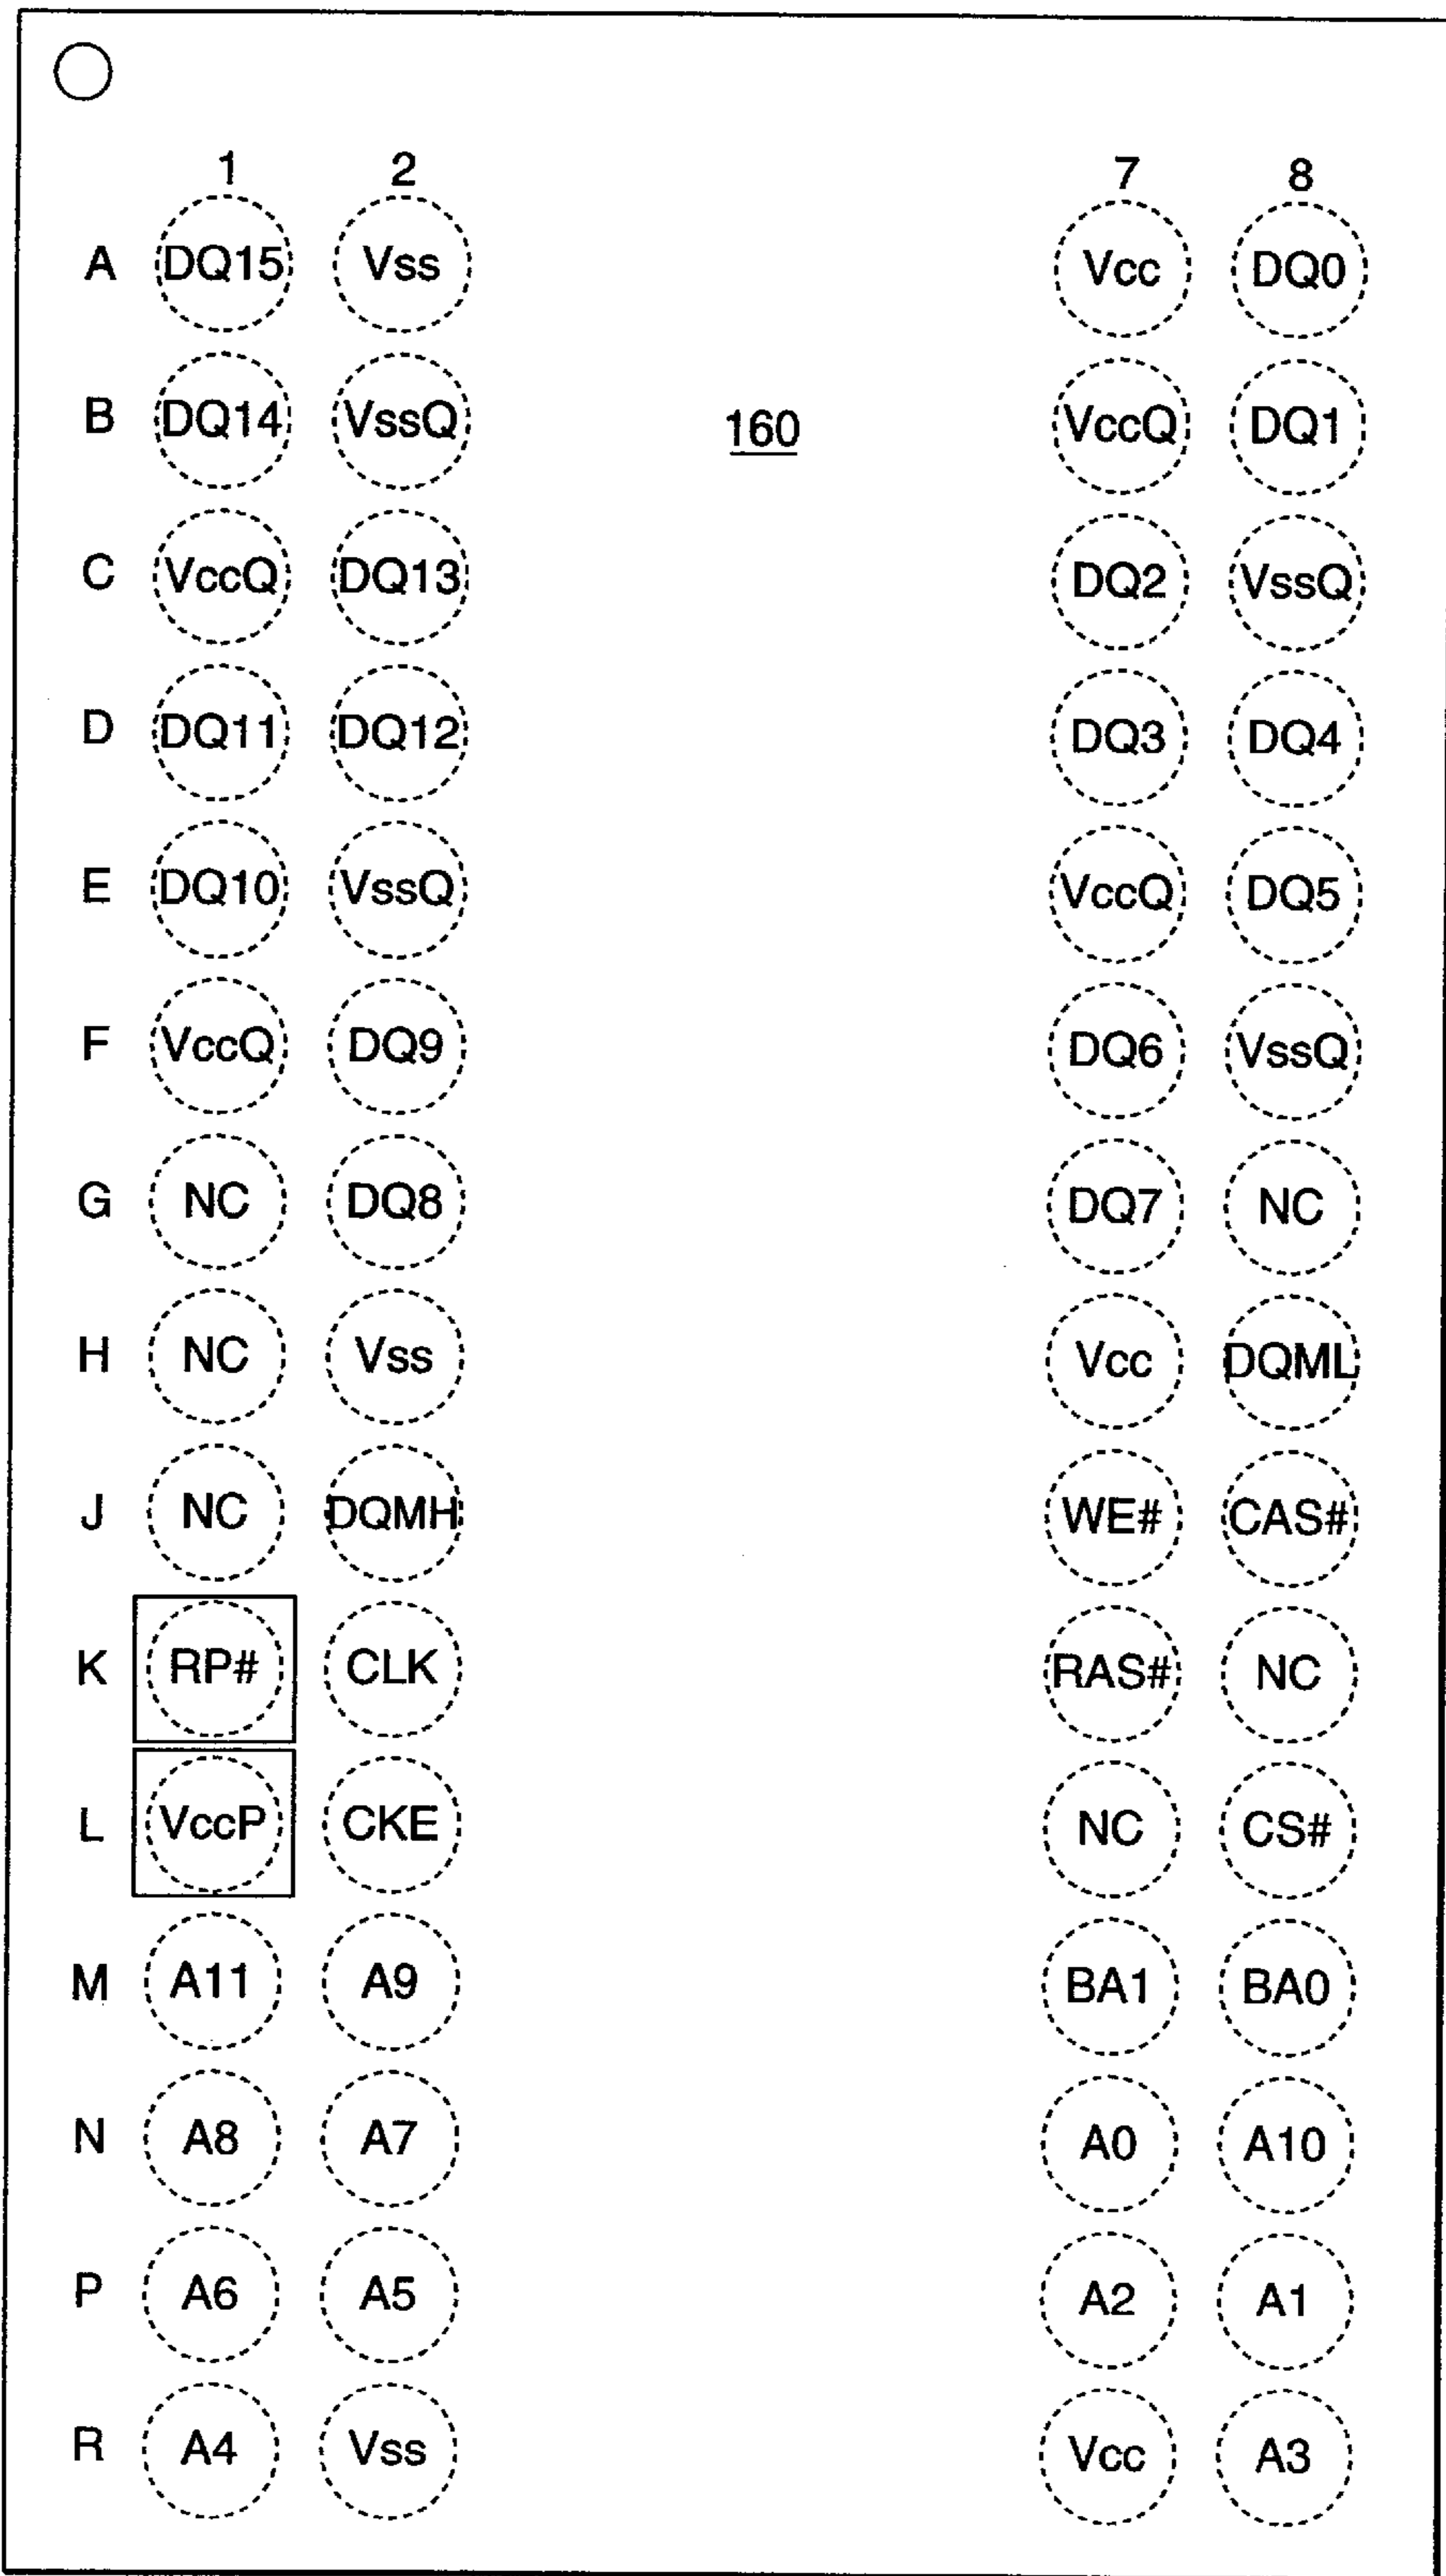 1 2 7 8
A DQ15 Vss Vcc DQ0
B DQ14 VssQ 160 VccQ DQ1
C VccQ DQ13 DQ2 VssQ
D DQ11 DQ12 DQ3 DQ4
E DQ10 VssQ VccQ DQ5
F VccQ DQ9 DQ6 VssQ
G NC DQ8 DQ7 NC
H NC Vss Vcc DQML
J NC DQMH WE# CAS#
K RP# CLK RAS# NC
L VccP CKE NC CS#
M A11 A9 BA1 BA0
N A8 A7 A0 A10
P A6 A5 A2 A1
R A4 Vss Vcc A3